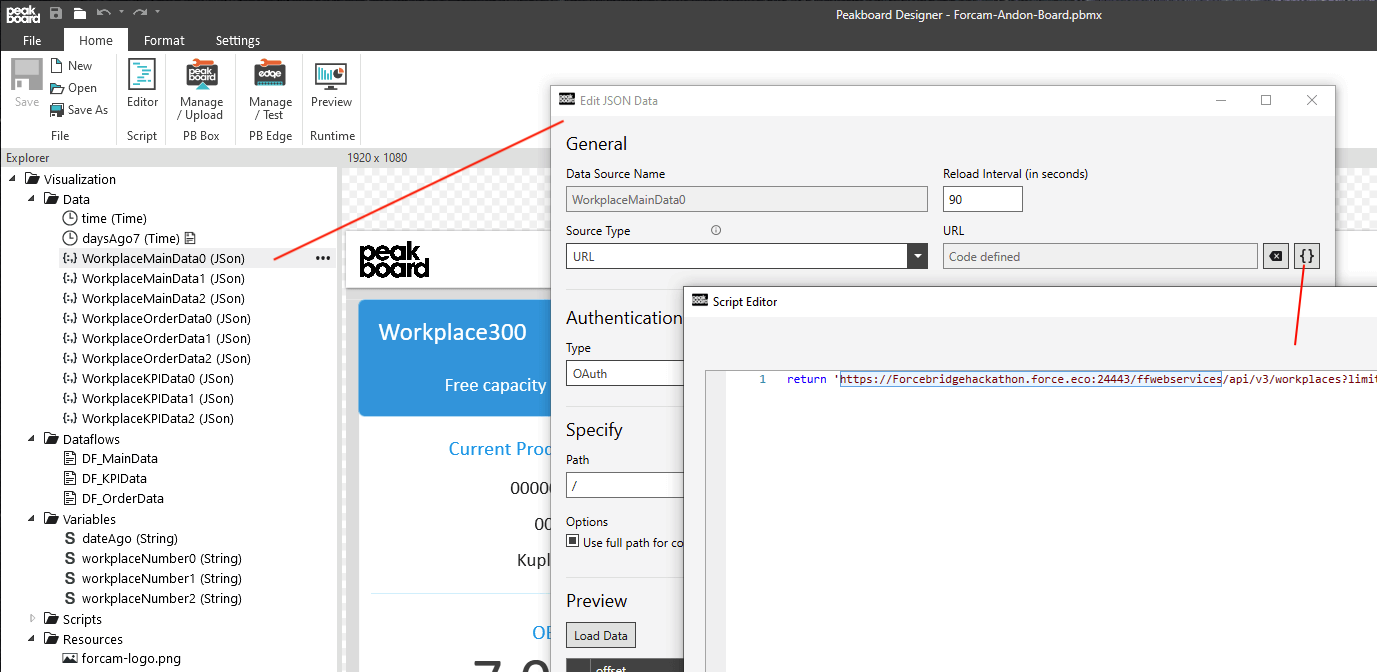 peak
board
Peakboard Designer - Forcam-Andon-Board.pbmx
File Home Format Settings
Save
New
Open
Save As
File
Editor
Script
peak
board
Manage
/ Upload
PB Box
edge
Manage
/ Test
PB Edge
Preview
Runtime
Explorer
1920 x 1080
Visualization
Data
time (Time)
daysAgo7 (Time)
WorkplaceMainData0 (JSon)
WorkplaceMainData1 (JSon)
WorkplaceMainData2 (JSon)
WorkplaceOrderData0 (JSon)
WorkplaceOrderData1 (JSon)
WorkplaceOrderData2 (JSon)
WorkplaceKPIData0 (JSon)
WorkplaceKPIData1 (JSon)
WorkplaceKPIData2 (JSon)
Dataflows
DF_MainData
DF_KPIData
DF_OrderData
Variables
S dateAgo (String)
S workplaceNumber0 (String)
S workplaceNumber1 (String)
S workplaceNumber2 (String)
Scripts
Resources
forcam-logo.png
peak
board
Workplace300
Free capacity
Current Proc
0000
00
Kupl
OE
Edit JSON Data
General
Data Source Name
WorkplaceMainData0
Reload Interval (in seconds)
90
Source Type
URL
URL
Code defined
{}
Authentication
Type
OAuth
Specify
Path
/
Options
Use full path for co
Preview
Load Data
offset
Script Editor
1 return 'https://Forcebridgehackathon.force.eco:24443/ffwebservices/api/v3/workplaces?limit